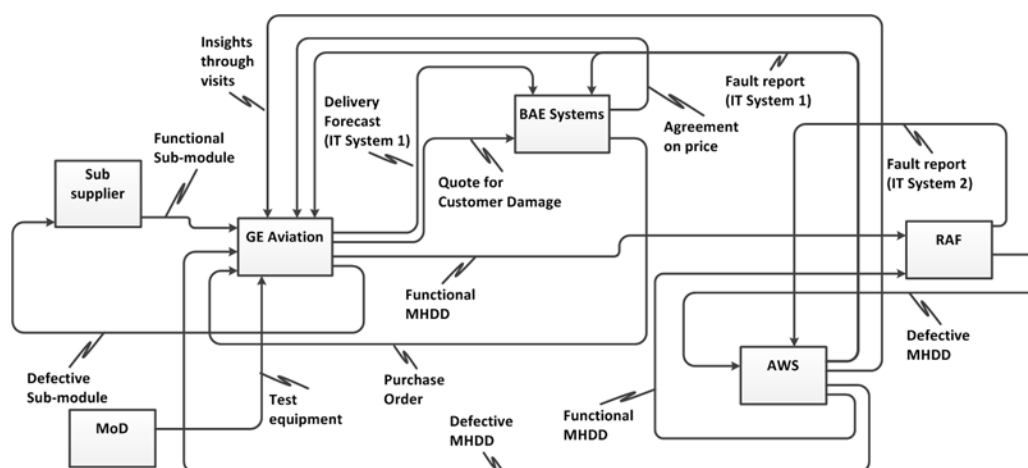 Insights
through
visits
Fault report
(IT System 1)
Delivery
Forecast
(IT System 1)
BAE Systems
Agreement
on price
Functional
Sub-module
Fault report
(IT System 2)
Sub
supplier
Quote for
Customer Damage
GE Aviation
RAF
Functional
MHDD
Defective
MHDD
AWS
Defective
Sub-module
Purchase
Order
Test
equipment
Functional
MHDD
MoD
Defective
MHDD